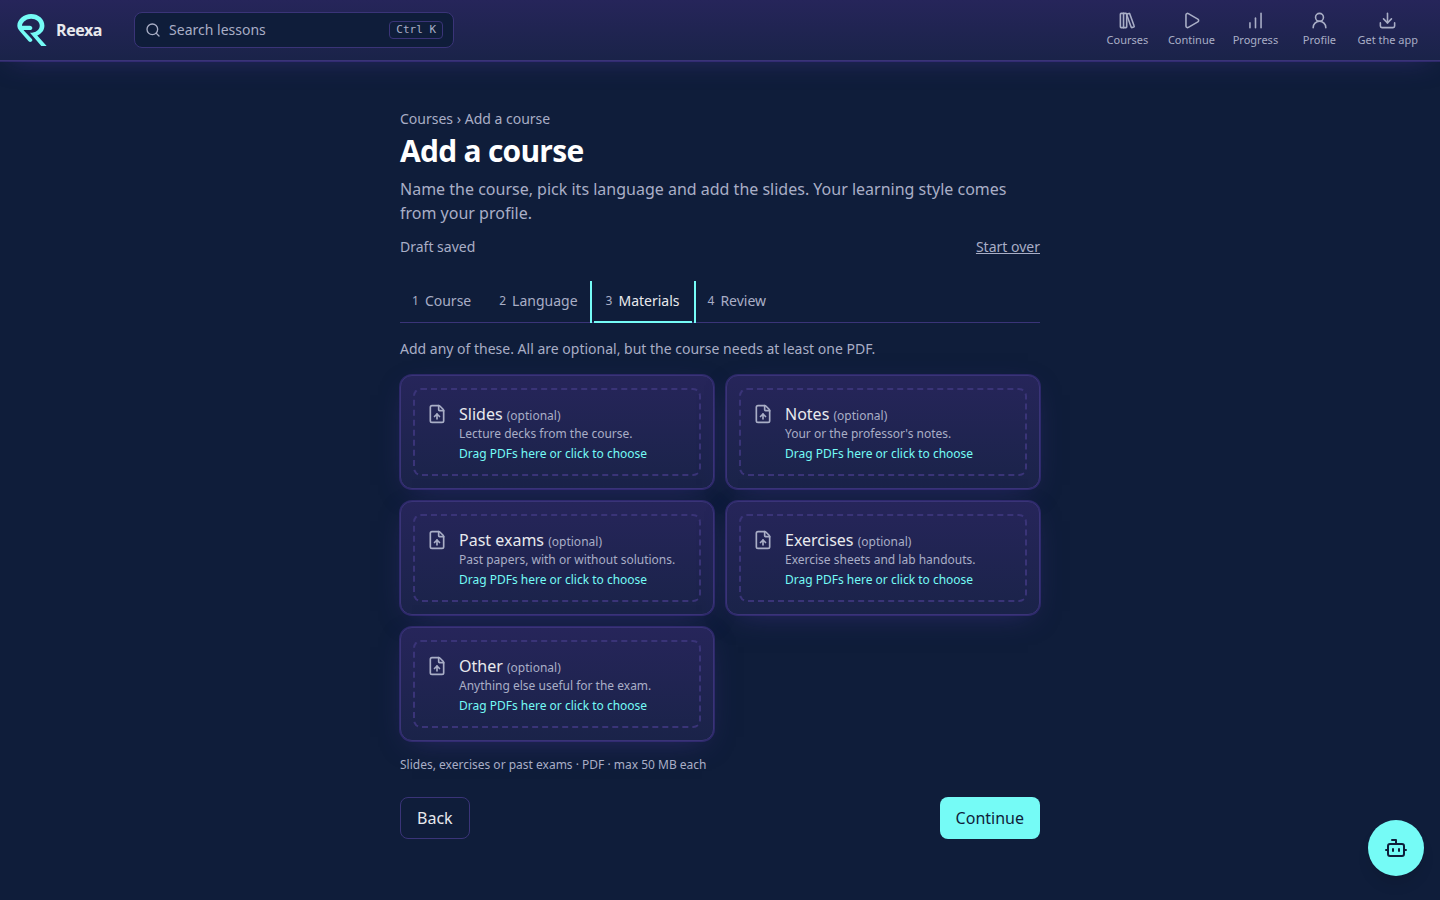 Reexa
Search lessons
Ctrl K
Courses
Continue
Progress
Profile
Get the app
Courses › Add a course
Add a course
Name the course, pick its language and add the slides. Your learning style comes
from your profile.
Draft saved
Start over
1 Course
2 Language
3 Materials
4 Review
Add any of these. All are optional, but the course needs at least one PDF.
Slides (optional)
Lecture decks from the course.
Drag PDFs here or click to choose
Notes (optional)
Your or the professor's notes.
Drag PDFs here or click to choose
Past exams (optional)
Past papers, with or without solutions.
Drag PDFs here or click to choose
Exercises (optional)
Exercise sheets and lab handouts.
Drag PDFs here or click to choose
Other (optional)
Anything else useful for the exam.
Drag PDFs here or click to choose
Slides, exercises or past exams · PDF · max 50 MB each
Back
Continue